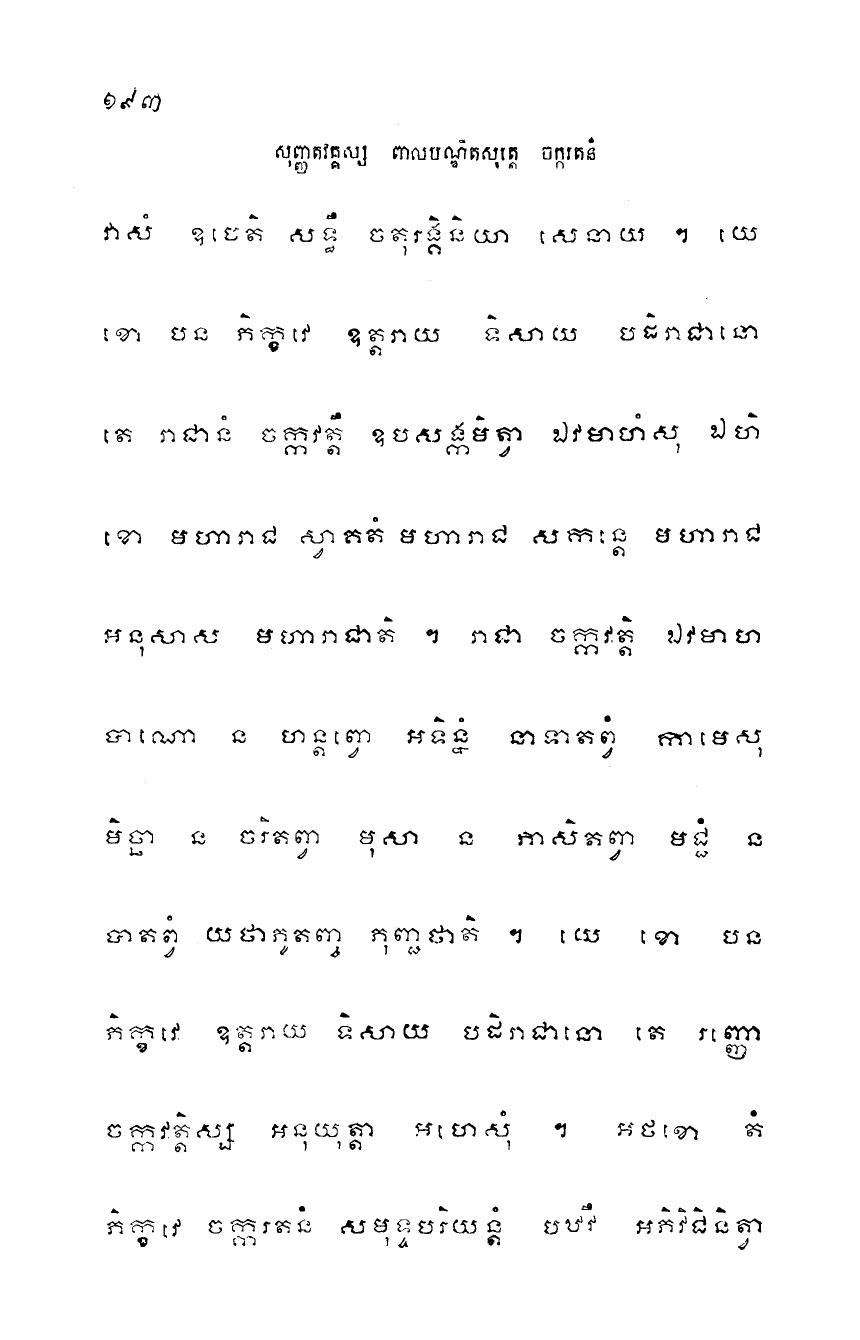 ១៩៣
សុញ្ញតវគ្គស្ស ពាលបណ្ឌិតសុត្តេ ចក្ករតនំ
វាសំ ឧបេតិ សទ្ធឹ ចតុរង្គិនិយា សេនាយ ។ យេ
ខោ បន ភិក្ខវេ ឧត្តរាយ ទិសាយ បដិរាជានោ
តេ រាជានំ ចក្កវត្តឹ ឧបសង្កមិត្វា ឯវមាហំសុ ឯហិ
ខោ មហារាជ ស្វាគតំ មហារាជ សកន្តេ មហារាជ
អនុសាស មហារាជាតិ ។ រាជា ចក្កវត្តិ ឯវមាហ
បាណោ ន ហន្តព្វោ អទិន្នំ នាទាតព្វំ កាមេសុ
មិច្ឆា ន ចរិតព្វា មុសា ន ភាសិតព្វា មជ្ជំ ន
បាតព្វំ យថាភូតញ្ច ភុញ្ជថាតិ ។ យេ ខោ បន
ភិក្ខវេ ឧត្តរាយ ទិសាយ បដិរាជានោ តេ រញ្ញោ
ចក្កវត្តិស្ស អនុយុត្តា អហេសុំ ។ អថខោ តំ
ភិក្ខវេ ចក្ករតនំ សមុទ្ទបរិយន្តំ បឋវឹ អភិវិជិនិត្វា